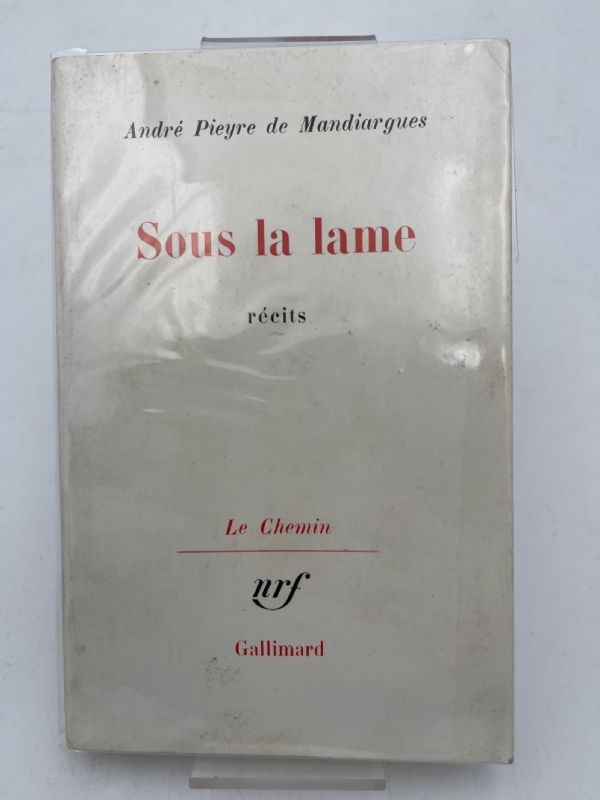 André Pieyre de Mandiargues
Sous la lame
récits
Le Chemin
nrf
Gallimard